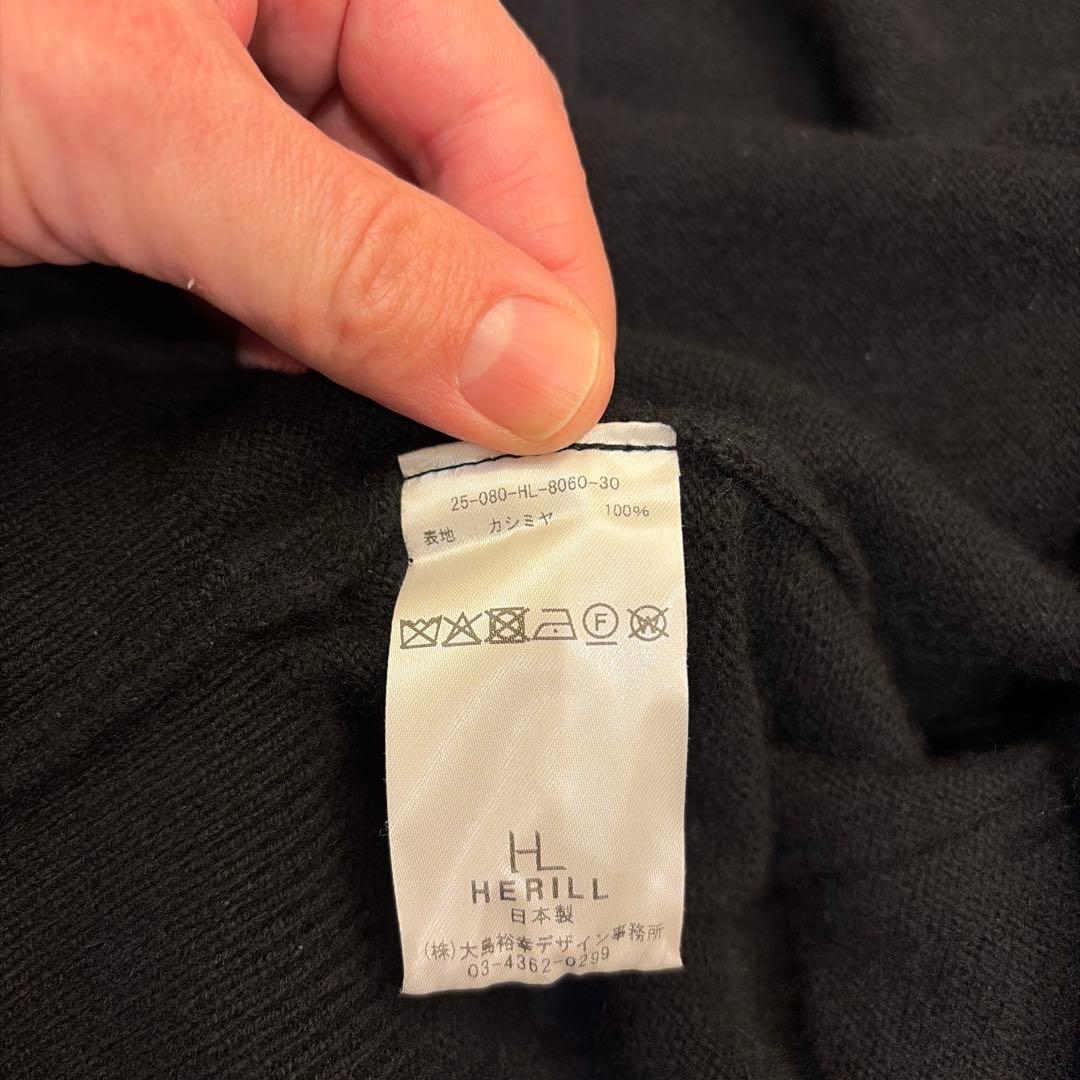 25-080-HL-8060-30
表地 カシミヤ 100%
F
W
HL
HERILL
日本製
(株)大島裕幸デザイン事務所
03-4362-0299